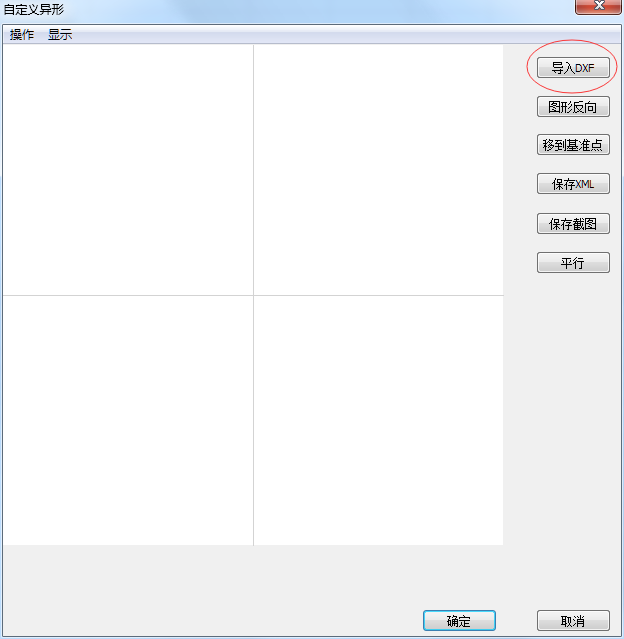 自定义异形
操作 显示
导入DXF
图形反向
移到基准点
保存XML
保存截图
平行
确定 取消